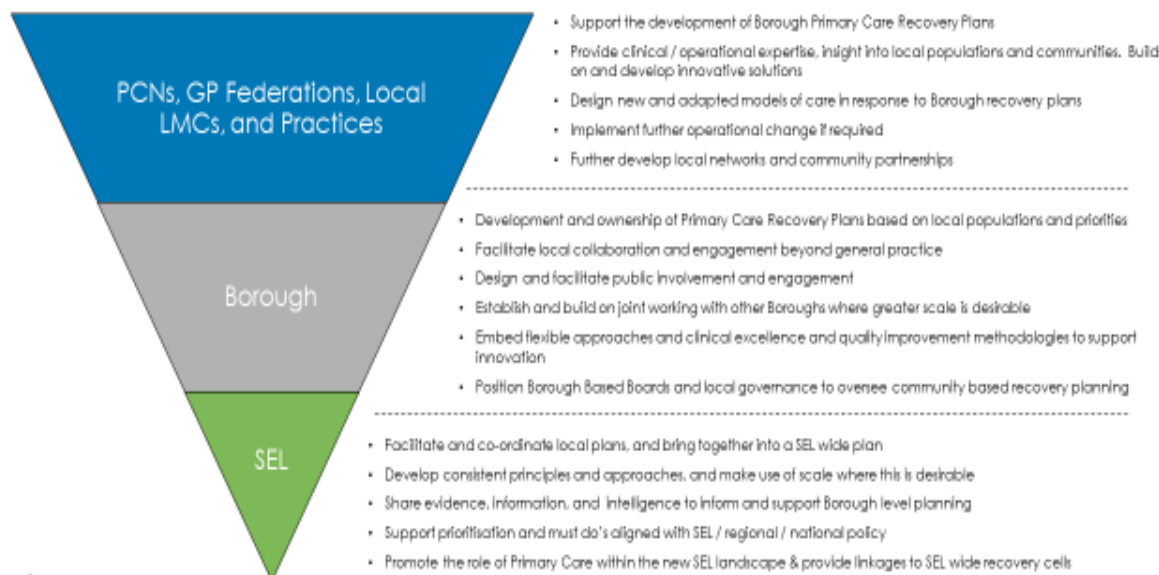 PCNs, GP Federations, Local
LMCs, and Practices
• Support the development of Borough Primary Care Recovery Plans
• Provide clinical / operational expertise, insight into local populations and communities. Build
on and develop innovative solutions
• Design new and adapted models of care in response to Borough recovery plans
• Implement further operational change if required
• Further develop local networks and community partnerships
Borough
• Development and ownership of Primary Care Recovery Plans based on local populations and priorities
• Facilitate local collaboration and engagement beyond general practice
• Design and facilitate public involvement and engagement
• Establish and build on joint working with other Boroughs where greater scale is desirable
• Embed flexible approaches and clinical excellence and quality improvement methodologies to support
innovation
• Position Borough Based Boards and local governance to oversee community based recovery planning
SEL
• Facilitate and co-ordinate local plans, and bring together into a SEL wide plan
• Develop consistent principles and approaches, and make use of scale where this is desirable
• Share evidence, information, and intelligence to inform and support Borough level planning
• Support prioritisation and must do's aligned with SEL / regional / national policy
• Promote the role of Primary Care within the new SEL landscape & provide linkages to SEL wide recovery cells